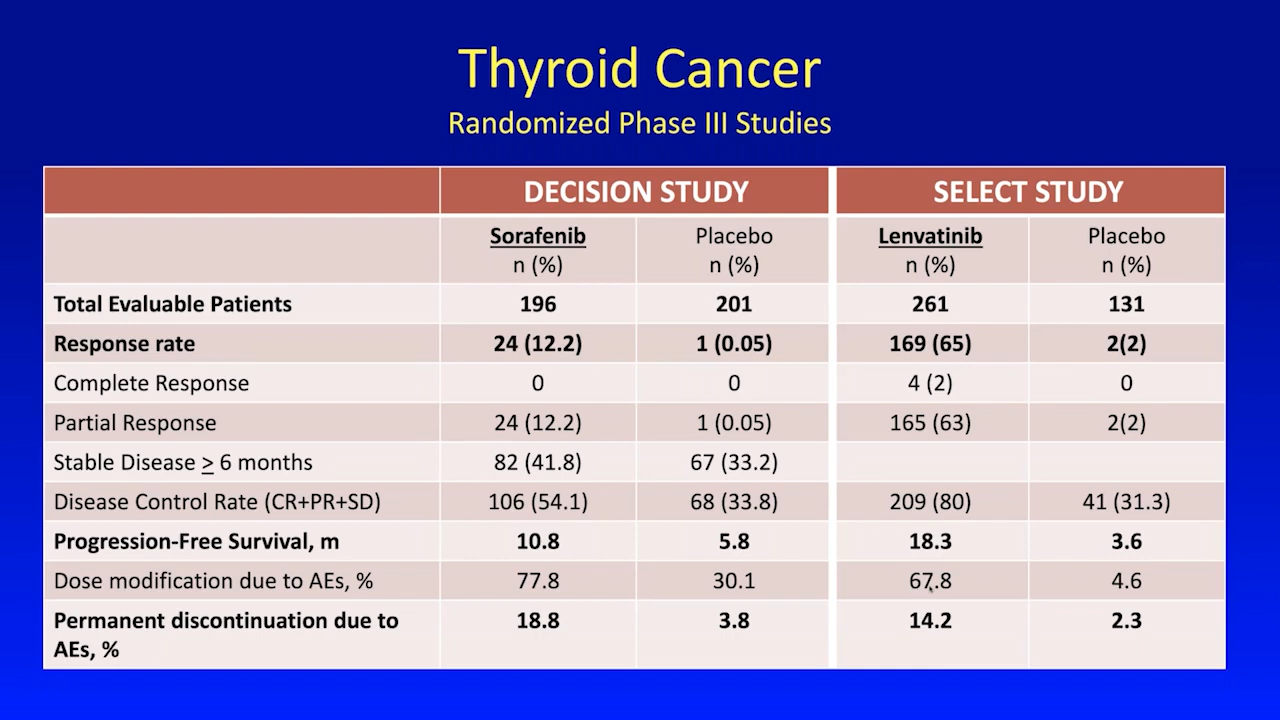 Thyroid Cancer
Randomized Phase III Studies
DECISION STUDY SELECT STUDY
Sorafenib n (%) Placebo n (%) Lenvatinib n (%) Placebo n (%)
Total Evaluable Patients 196 201 261 131
Response rate 24 (12.2) 1 (0.05) 169 (65) 2(2)
Complete Response 0 0 4 (2) 0
Partial Response 24 (12.2) 1 (0.05) 165 (63) 2(2)
Stable Disease ≥ 6 months 82 (41.8) 67 (33.2)
Disease Control Rate (CR+PR+SD) 106 (54.1) 68 (33.8) 209 (80) 41 (31.3)
Progression-Free Survival, m 10.8 5.8 18.3 3.6
Dose modification due to AEs, % 77.8 30.1 67.8 4.6
Permanent discontinuation due to AEs, % 18.8 3.8 14.2 2.3